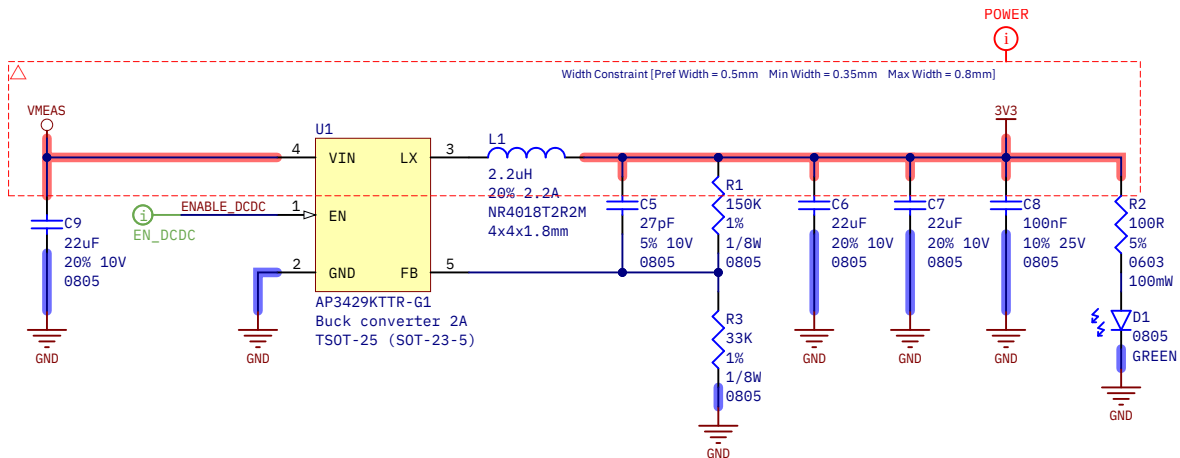 POWER
i
Width Constraint [Pref Width = 0.5mm Min Width = 0.35mm Max Width = 0.8mm]
VMEAS
3V3
U1
4
VIN
LX
3
L1
2.2uH
20% 2.2A
NR4018T2R2M
4x4x1.8mm
i
EN_DCDC
ENABLE_DCDC
1
EN
2
GND
FB
5
AP3429KTTR-G1
Buck converter 2A
TSOT-25 (SOT-23-5)
C9
22uF
20% 10V
0805
GND
GND
C5
27pF
5% 10V
0805
R1
150K
1%
1/8W
0805
R3
33K
1%
1/8W
0805
GND
C6
22uF
20% 10V
0805
GND
C7
22uF
20% 10V
0805
GND
C8
100nF
10% 25V
0805
GND
R2
100R
5%
0603
100mW
D1
0805
GREEN
GND